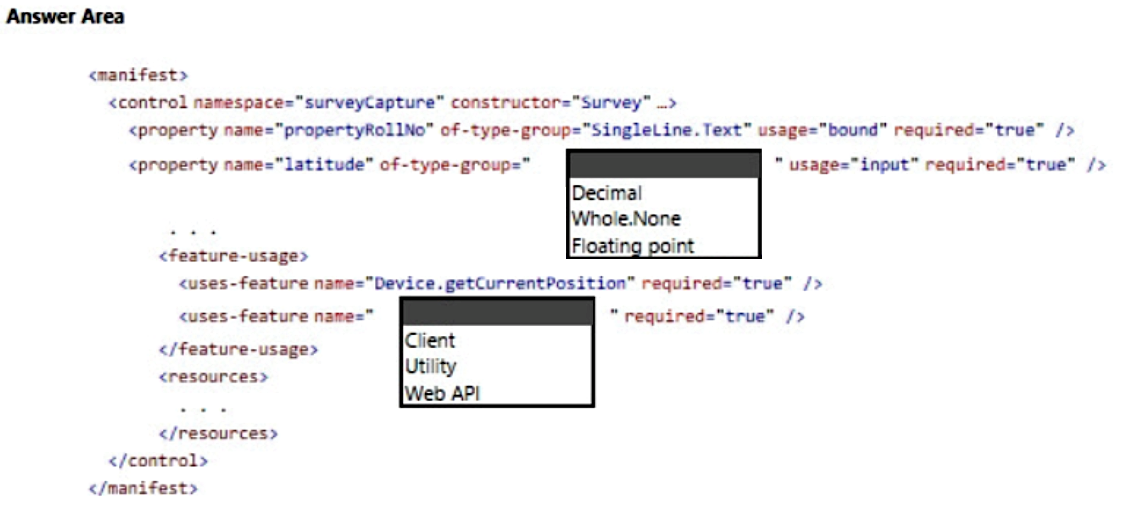 Answer Area
<manifest>
<control namespace="surveyCapture" constructor="Survey" …>
<property name="propertyRollNo" of-type-group="SingleLine.Text" usage="bound" required="true" />
<property name="latitude" of-type-group=" " usage="input" required="true" />
Decimal
Whole.None
Floating point
. . .
<feature-usage>
<uses-feature name="Device.getCurrentPosition" required="true" />
<uses-feature name=" " required="true" />
Client
Utility
Web API
</feature-usage>
<resources>
. . .
</resources>
</control>
</manifest>